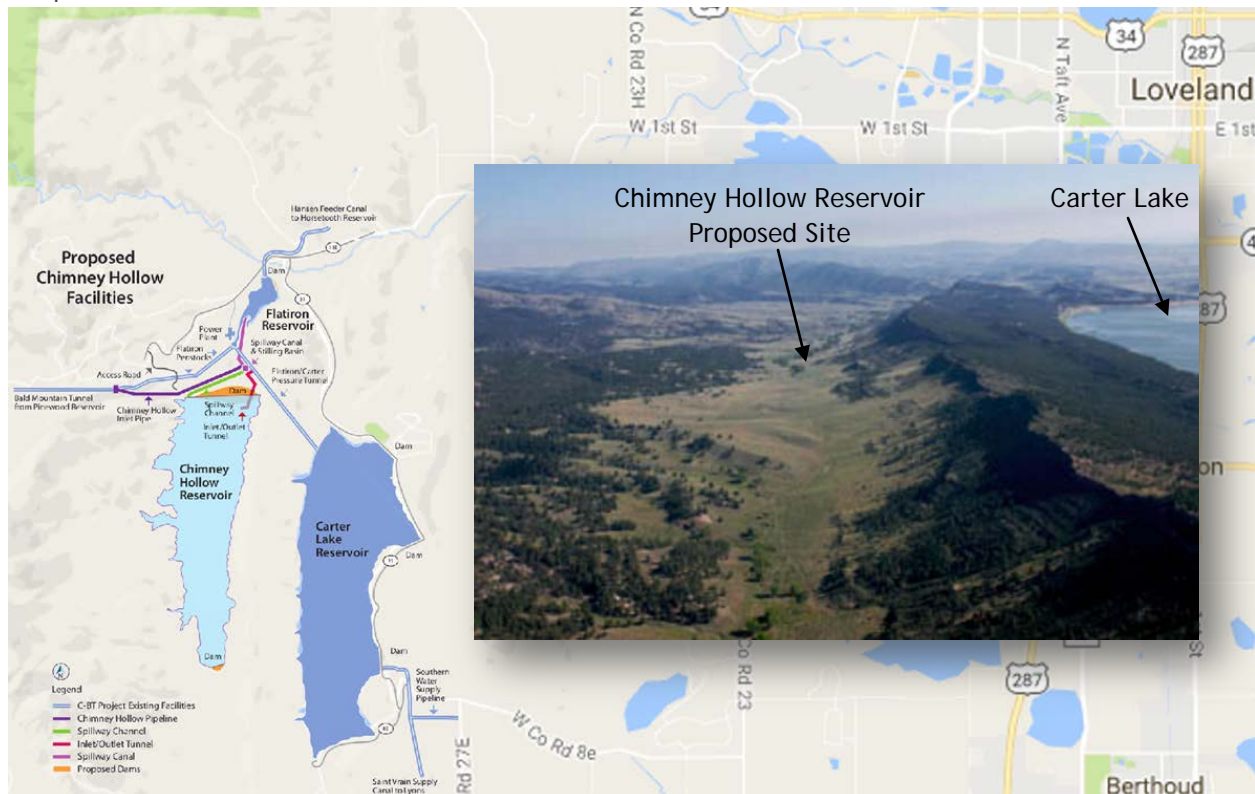 34
287
Loveland
N Co Rd 23H
N Taft Ave
W 1st St
W 1st St
E 1st
Chimney Hollow Reservoir
Proposed Site
Carter Lake
Hansen Feeder Canal
to Horsetooth Reservoir
Proposed
Chimney Hollow
Facilities
Dam
31
Flatiron
Reservoir
Power
Plant
Spillway Canal
& Stilling Basin
Flatiron
Penstocks
Flatiron/Carter
Pressure Tunnel
Access Road
Bald Mountain Tunnel
from Pinewood Reservoir
Chimney Hollow
Inlet Pipe
Dam
Spillway
Channel
Inlet/Outlet
Tunnel
Chimney
Hollow
Reservoir
Dam
Carter
Lake
Reservoir
31
Dam
87
on
Dam
Dam
Southern
Water
Supply
Pipeline
Saint Vrain Supply
Canal to Lyons
Legend
C-BT Project Existing Facilities
Chimney Hollow Pipeline
Spillway Channel
Inlet/Outlet Tunnel
Spillway Canal
Proposed Dams
Rd 27E
W Co Rd 8e
Co Rd 23
287
St
Berthoud